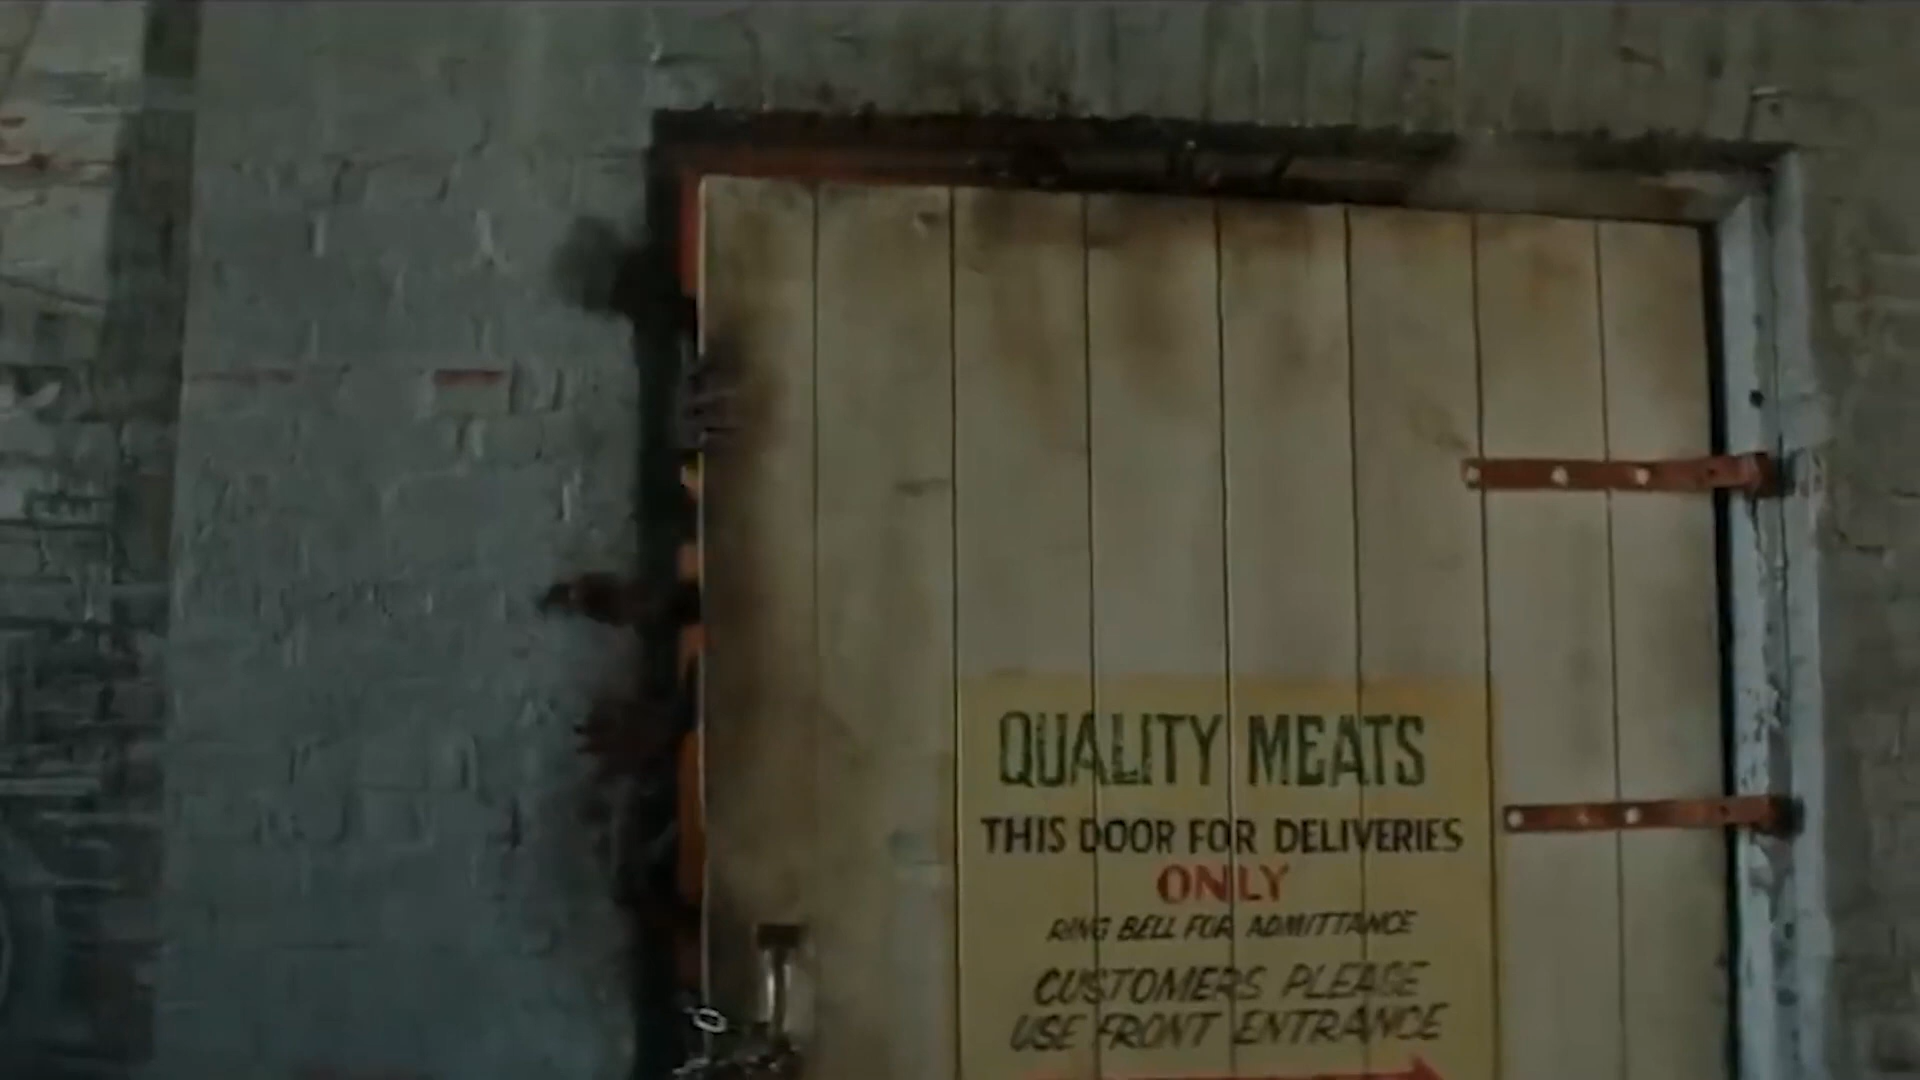 QUALITY MEATS
THIS DOOR FOR DELIVERIES
ONLY
RING BELL FOR ADMITTANCE
CUSTOMERS PLEASE
USE FRONT ENTRANCE